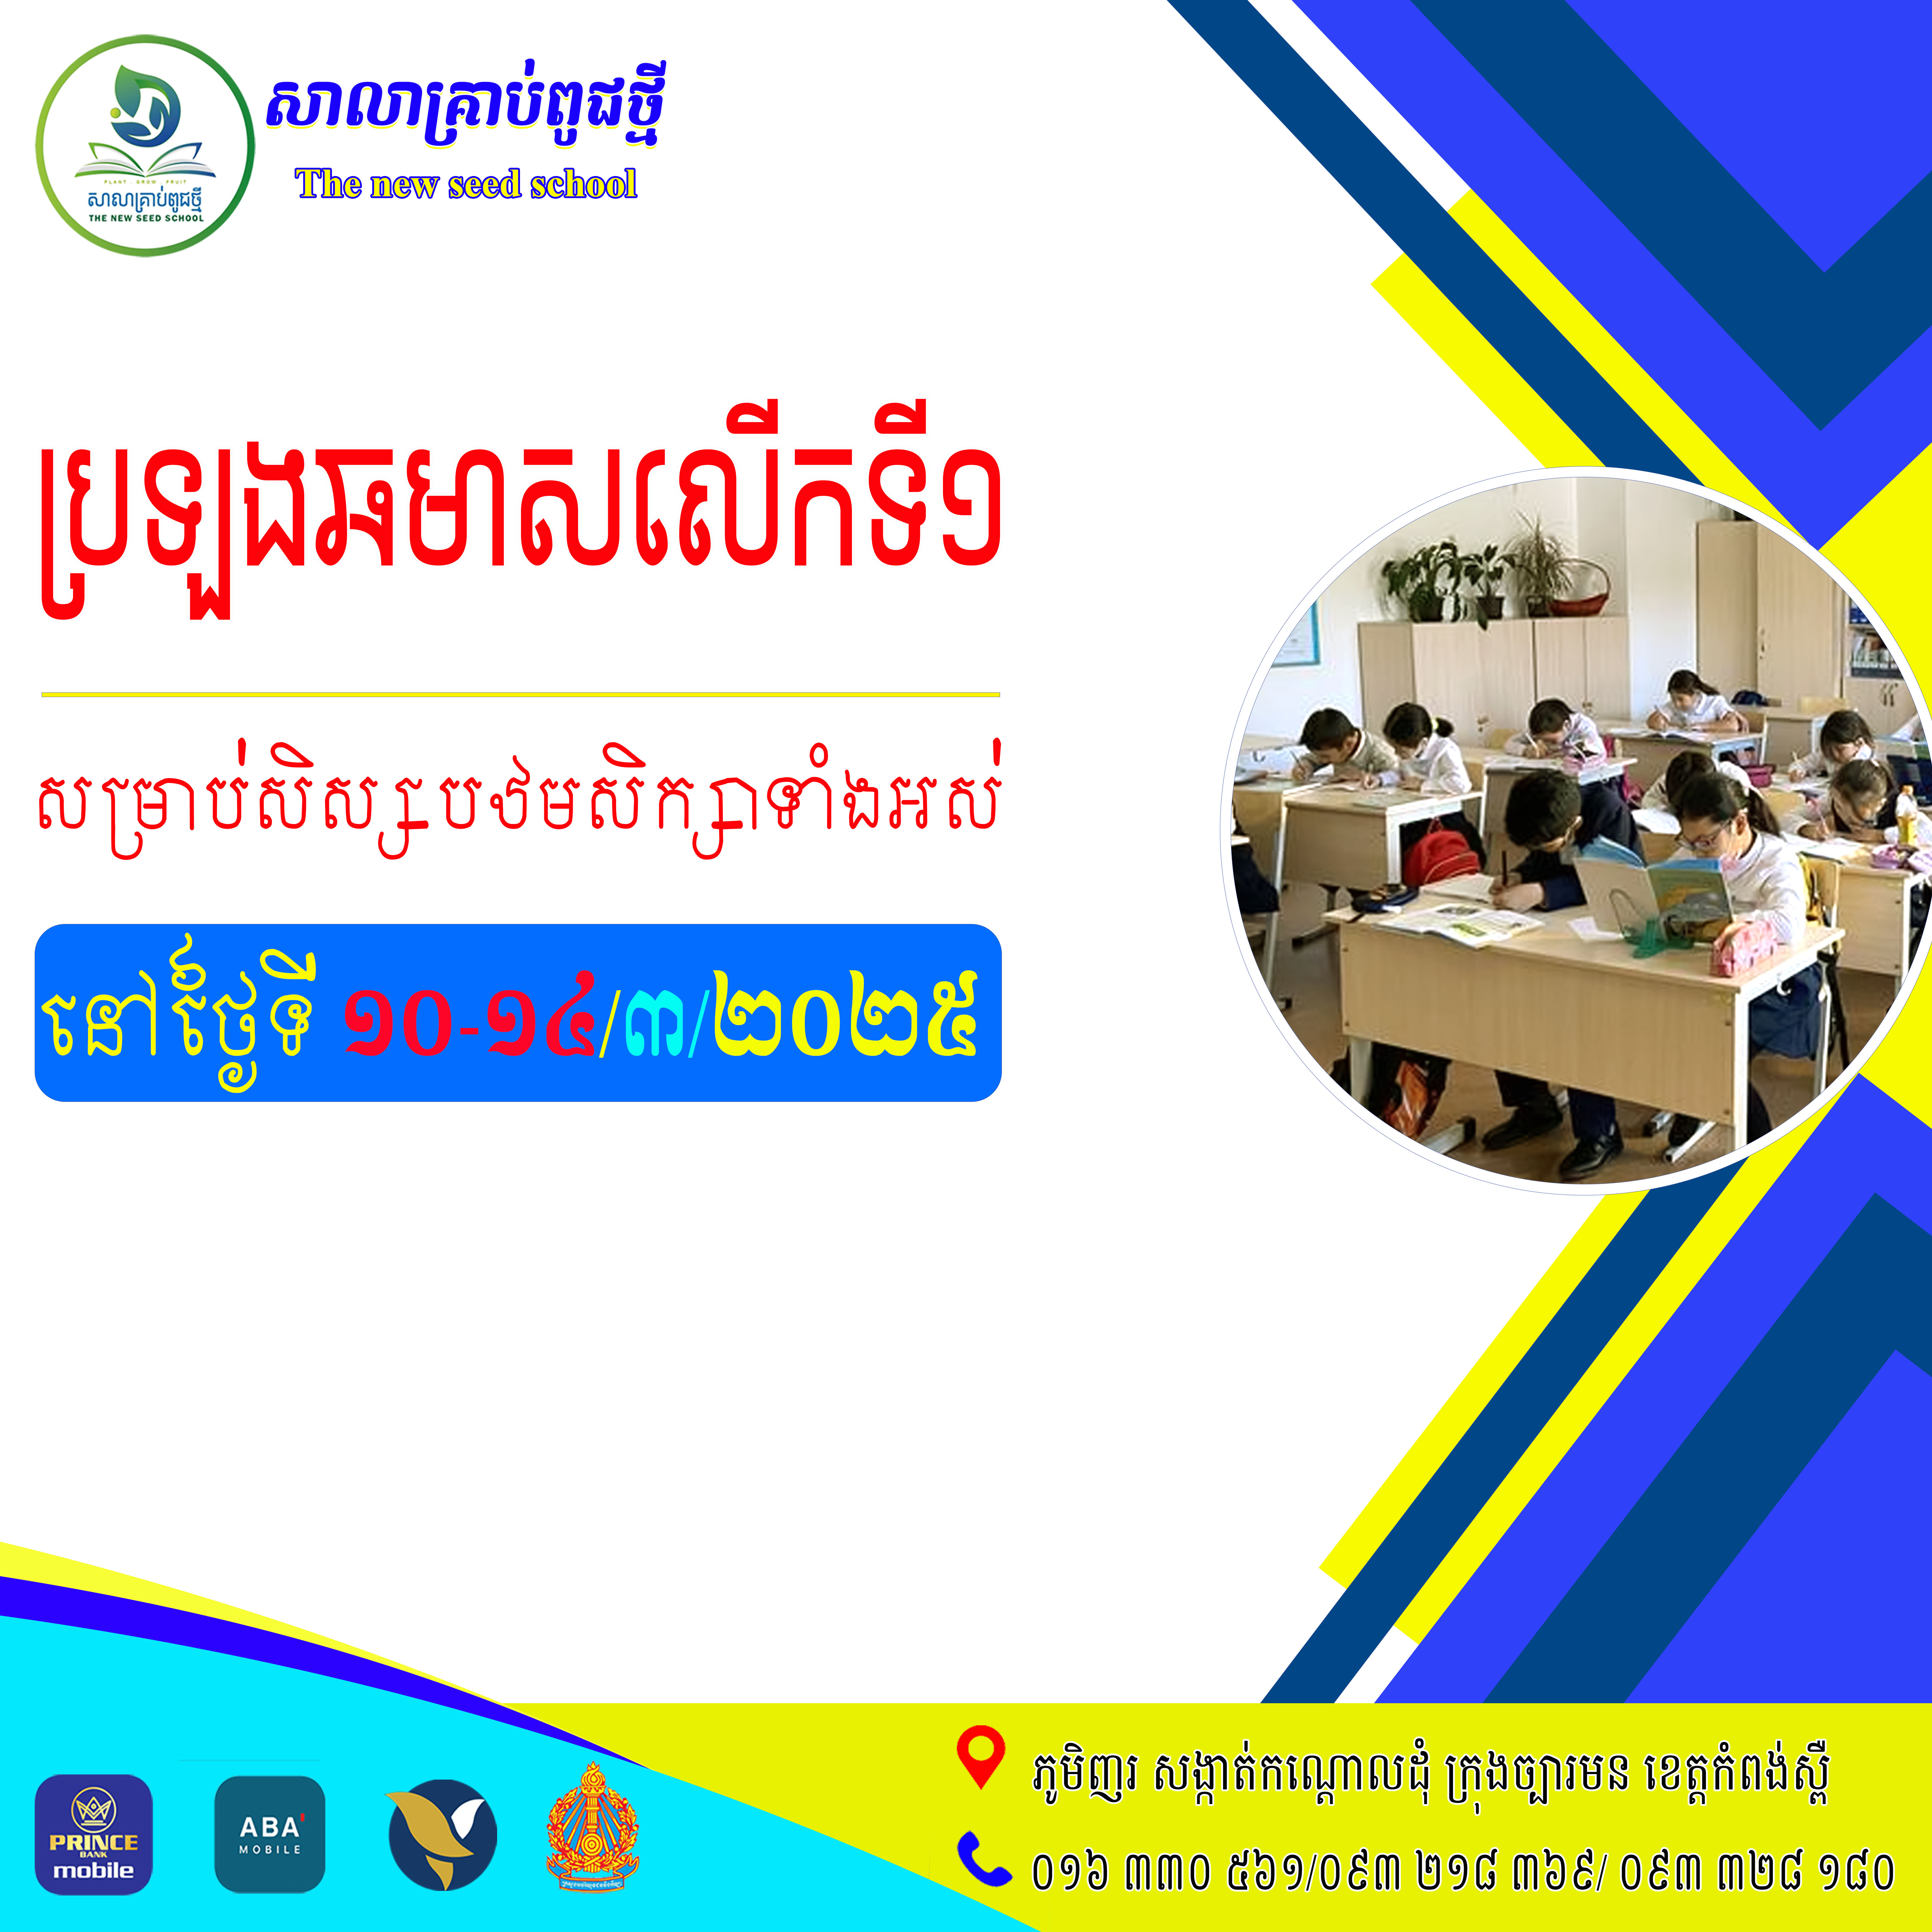 សាលាគ្រាប់ពូជថ្មី
The new seed school
PLANT . GROW . FRUIT
សាលាគ្រាប់ពូជថ្មី
THE NEW SEED SCHOOL
ប្រឡងឆមាសលើកទី១
សម្រាប់សិស្សបឋមសិក្សាទាំងអស់
នៅថ្ងៃទី ១០-១៤/៣/២០២៥
ភូមិញរ សង្កាត់កណ្តោលដុំ ក្រុងច្បារមន ខេត្តកំពង់ស្ពឺ
០១៦ ៣៣០ ៥៦១/០៩៣ ២១៨ ៣៦៩/ ០៩៣ ៣២៨ ១៨០
PRINCE
BANK
mobile
ABA'
MOBILE